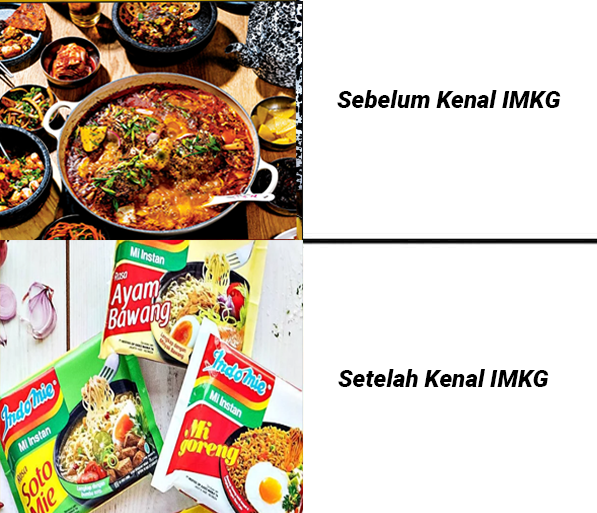 Sebelum Kenal IMKG
Mi Instan
Rasa
Ayam
Bawang
Indomie
Mi Instan
Mi
goreng
Indomie
Mi Instan
Rasa
Soto
Mie
Setelah Kenal IMKG